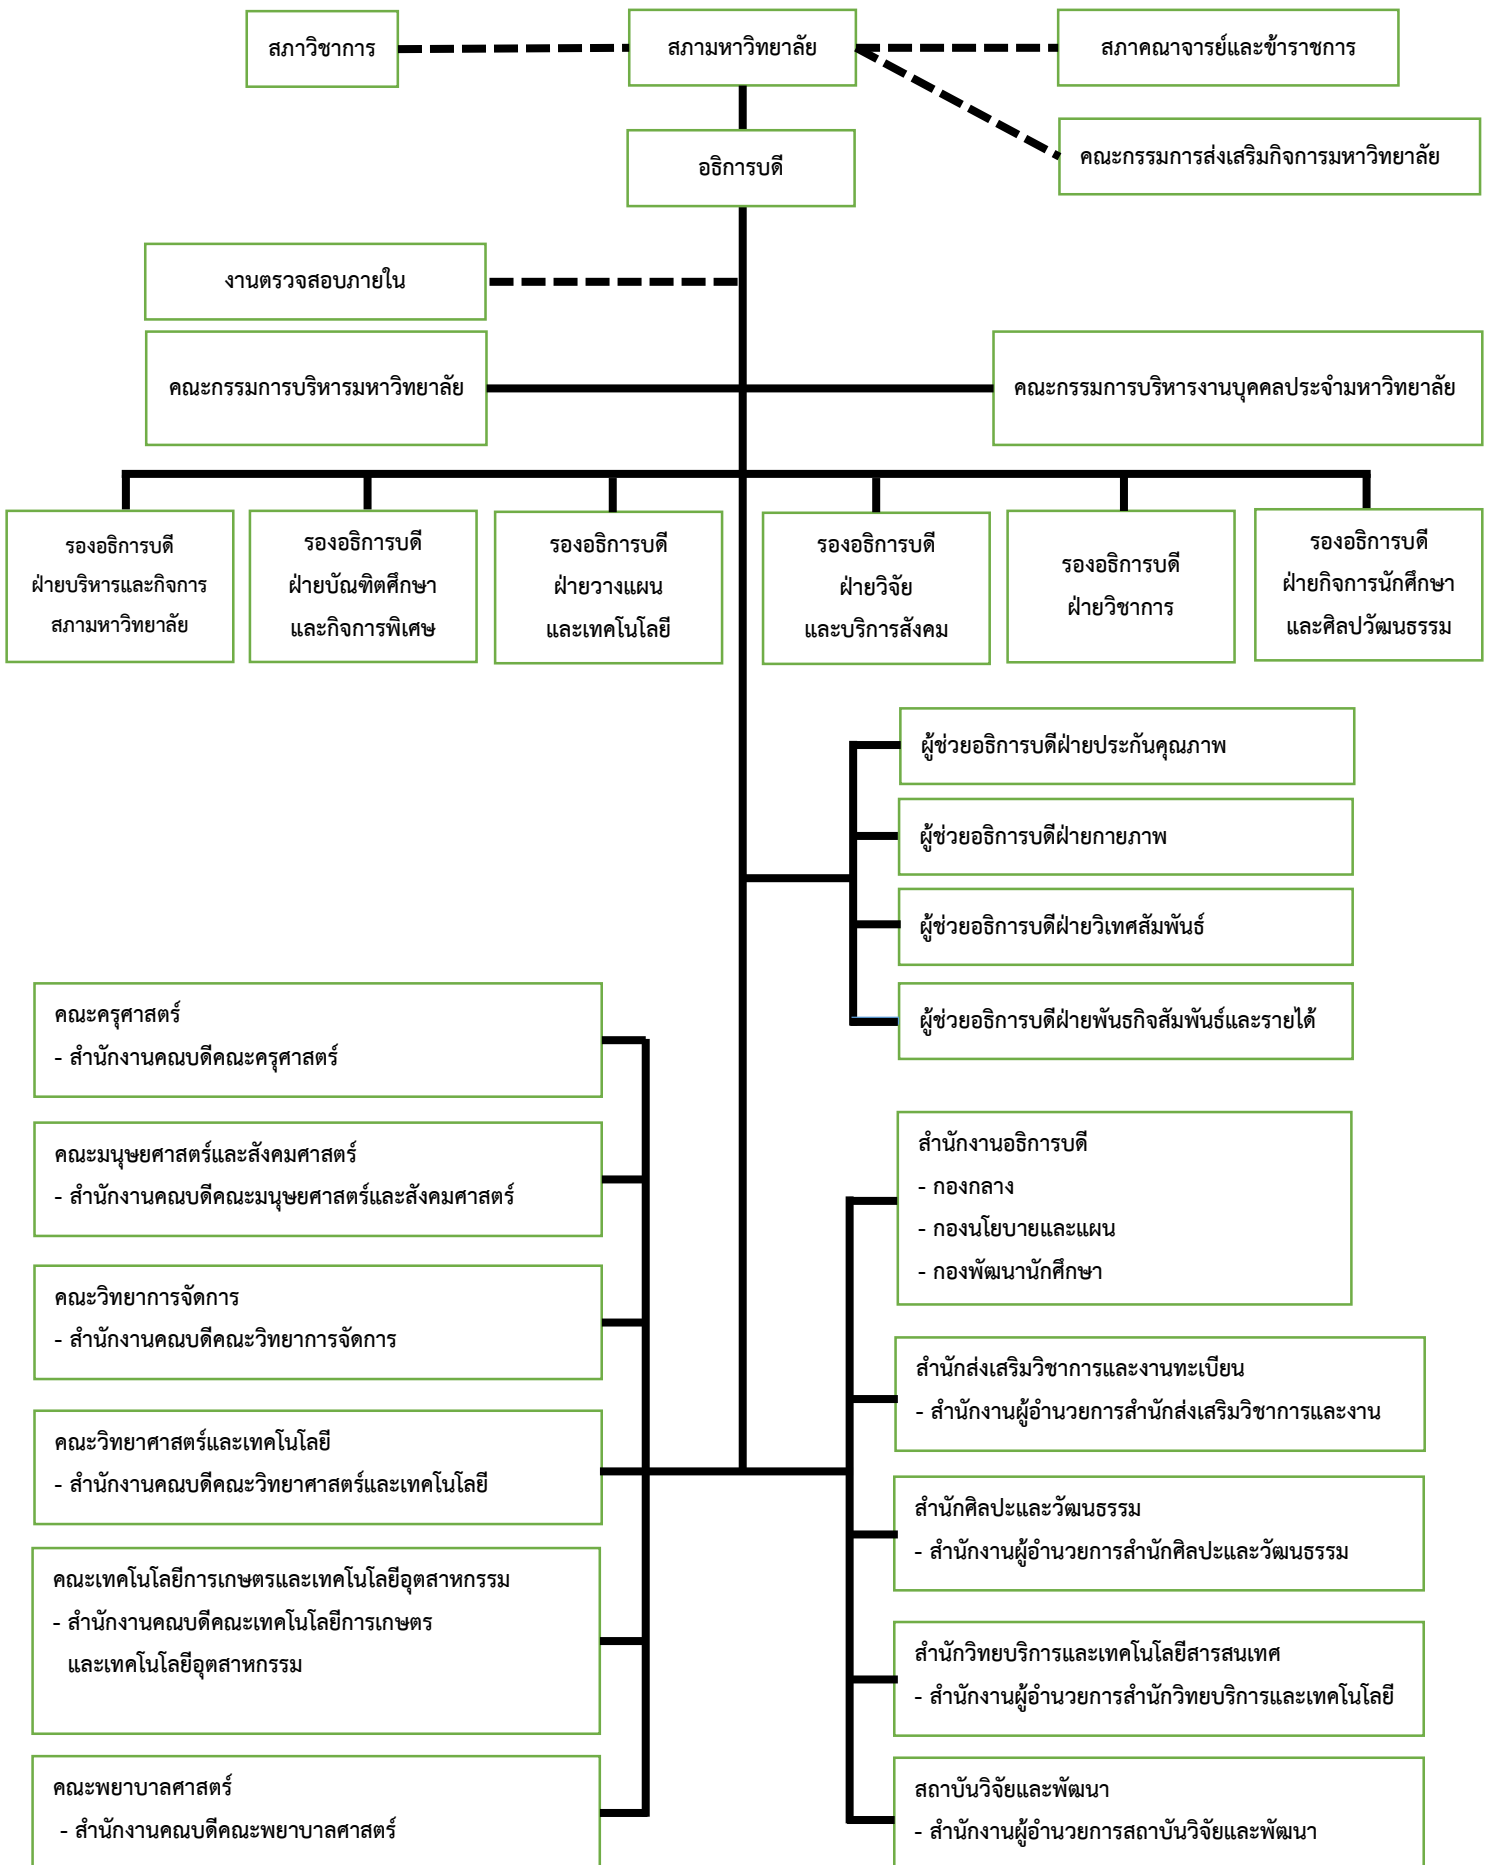 สภาวิชาการ
สภามหาวิทยาลัย
สภาคณาจารย์และข้าราชการ
คณะกรรมการส่งเสริมกิจการมหาวิทยาลัย
อธิการบดี
งานตรวจสอบภายใน
คณะกรรมการบริหารมหาวิทยาลัย
คณะกรรมการบริหารงานบุคคลประจำมหาวิทยาลัย
รองอธิการบดี
ฝ่ายบริหารและกิจการ
สภามหาวิทยาลัย
รองอธิการบดี
ฝ่ายบัณฑิตศึกษา
และกิจการพิเศษ
รองอธิการบดี
ฝ่ายวางแผน
และเทคโนโลยี
รองอธิการบดี
ฝ่ายวิจัย
และบริการสังคม
รองอธิการบดี
ฝ่ายวิชาการ
รองอธิการบดี
ฝ่ายกิจการนักศึกษา
และศิลปวัฒนธรรม
ผู้ช่วยอธิการบดีฝ่ายประกันคุณภาพ
ผู้ช่วยอธิการบดีฝ่ายกายภาพ
ผู้ช่วยอธิการบดีฝ่ายวิเทศสัมพันธ์
ผู้ช่วยอธิการบดีฝ่ายพันธกิจสัมพันธ์และรายได้
คณะครุศาสตร์
- สำนักงานคณบดีคณะครุศาสตร์
คณะมนุษยศาสตร์และสังคมศาสตร์
- สำนักงานคณบดีคณะมนุษยศาสตร์และสังคมศาสตร์
คณะวิทยาการจัดการ
- สำนักงานคณบดีคณะวิทยาการจัดการ
คณะวิทยาศาสตร์และเทคโนโลยี
- สำนักงานคณบดีคณะวิทยาศาสตร์และเทคโนโลยี
คณะเทคโนโลยีการเกษตรและเทคโนโลยีอุตสาหกรรม
- สำนักงานคณบดีคณะเทคโนโลยีการเกษตร
และเทคโนโลยีอุตสาหกรรม
คณะพยาบาลศาสตร์
- สำนักงานคณบดีคณะพยาบาลศาสตร์
สำนักงานอธิการบดี
- กองกลาง
- กองนโยบายและแผน
- กองพัฒนานักศึกษา
สำนักส่งเสริมวิชาการและงานทะเบียน
- สำนักงานผู้อำนวยการสำนักส่งเสริมวิชาการและงาน
สำนักศิลปะและวัฒนธรรม
- สำนักงานผู้อำนวยการสำนักศิลปะและวัฒนธรรม
สำนักวิทยบริการและเทคโนโลยีสารสนเทศ
- สำนักงานผู้อำนวยการสำนักวิทยบริการและเทคโนโลยี
สถาบันวิจัยและพัฒนา
- สำนักงานผู้อำนวยการสถาบันวิจัยและพัฒนา